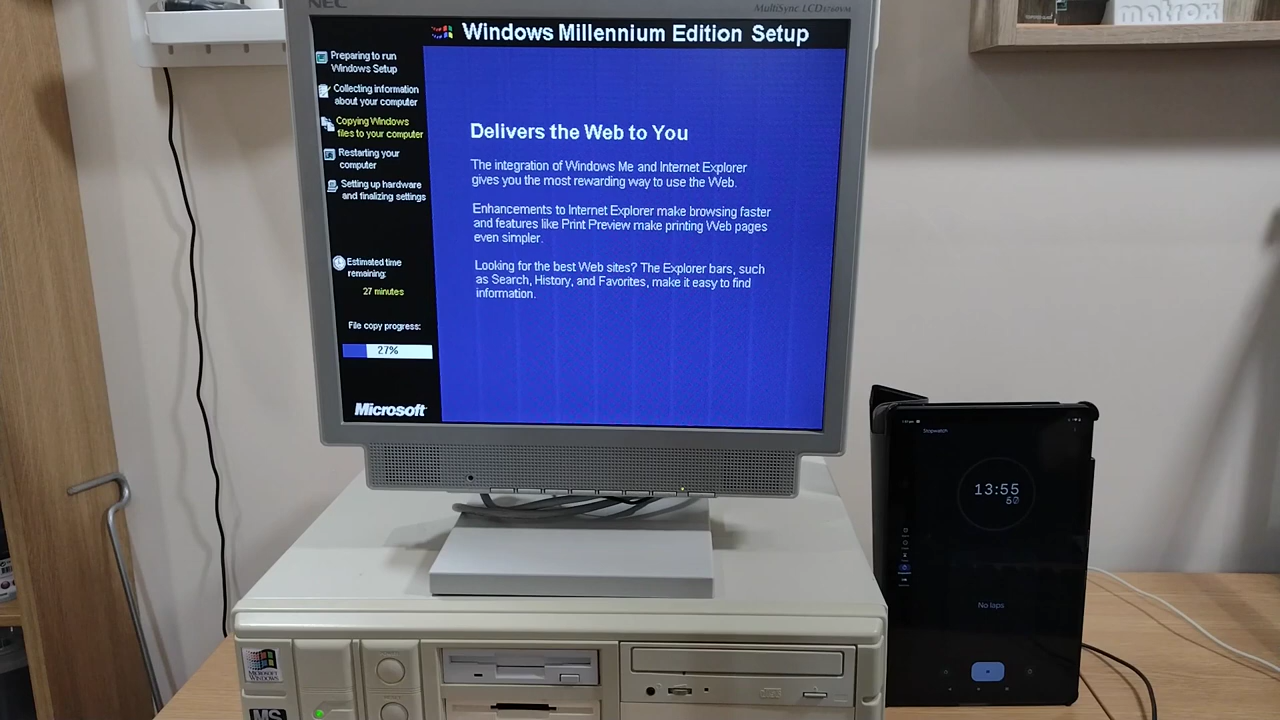 NEC
MultiSync LCD1760VM
matrox
Windows Millennium Edition Setup
Preparing to run
Windows Setup
Collecting information
about your computer
Copying Windows
files to your computer
Restarting your
computer
Setting up hardware
and finalizing settings
Estimated time
remaining:
27 minutes
File copy progress:
27%
Microsoft
Delivers the Web to You
The integration of Windows Me and Internet Explorer
gives you the most rewarding way to use the Web.
Enhancements to Internet Explorer make browsing faster
and features like Print Preview make printing Web pages
even simpler.
Looking for the best Web sites? The Explorer bars, such
as Search, History, and Favorites, make it easy to find
information.
Stopwatch
13:55
50
No laps
MICROSOFT
WINDOWS
MS